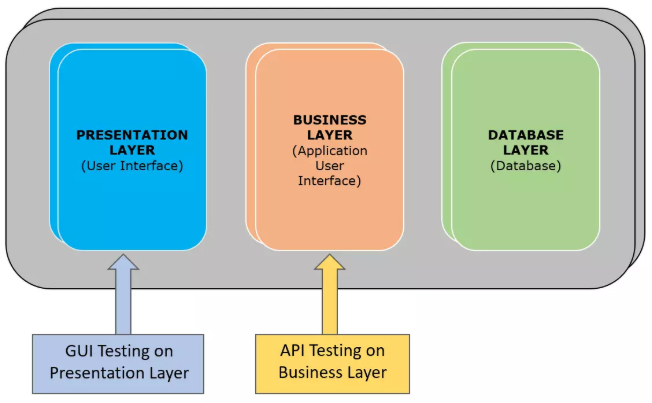 PRESENTATION
LAYER
(User Interface)
BUSINESS
LAYER
(Application
User
Interface)
DATABASE
LAYER
(Database)
GUI Testing on
Presentation Layer
API Testing on
Business Layer